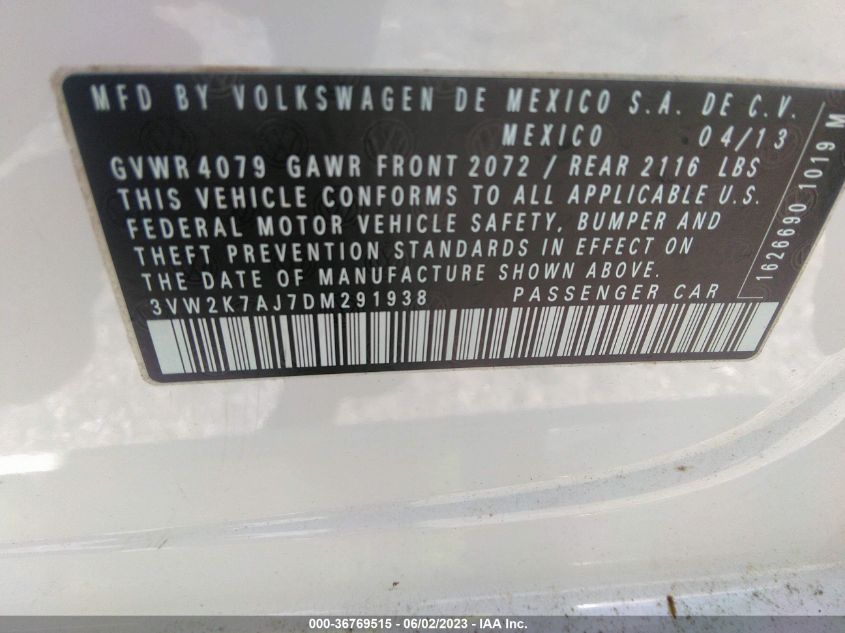 MFD BY VOLKSWAGEN DE MEXICO S.A. DE C.V.
MEXICO 04/13
GVWR 4079 GAWR FRONT 2072 / REAR 2116 LBS
THIS VEHICLE CONFORMS TO ALL APPLICABLE U.S.
FEDERAL MOTOR VEHICLE SAFETY, BUMPER AND
THEFT PREVENTION STANDARDS IN EFFECT ON
THE DATE OF MANUFACTURE SHOWN ABOVE.
3VW2K7AJ7DM291938 PASSENGER CAR
1626690 1019 M
000-36769515 - 06/02/2023 - IAA Inc.